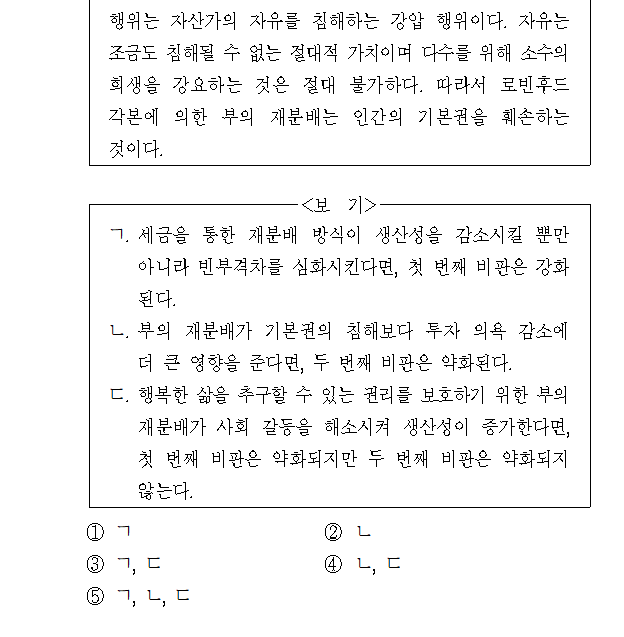 행위는 자산가의 자유를 침해하는 강압 행위이다. 자유는
조금도 침해될 수 없는 절대적 가치이며 다수를 위해 소수의
희생을 강요하는 것은 절대 불가하다. 따라서 로빈후드
각본에 의한 부의 재분배는 인간의 기본권을 훼손하는
것이다.
<보 기>
ㄱ. 세금을 통한 재분배 방식이 생산성을 감소시킬 뿐만
아니라 빈부격차를 심화시킨다면, 첫 번째 비판은 강화
된다.
ㄴ. 부의 재분배가 기본권의 침해보다 투자 의욕 감소에
더 큰 영향을 준다면, 두 번째 비판은 약화된다.
ㄷ. 행복한 삶을 추구할 수 있는 권리를 보호하기 위한 부의
재분배가 사회 갈등을 해소시켜 생산성이 증가한다면,
첫 번째 비판은 약화되지만 두 번째 비판은 약화되지
않는다.
① ㄱ ② ㄴ
③ ㄱ, ㄷ ④ ㄴ, ㄷ
⑤ ㄱ, ㄴ, ㄷ